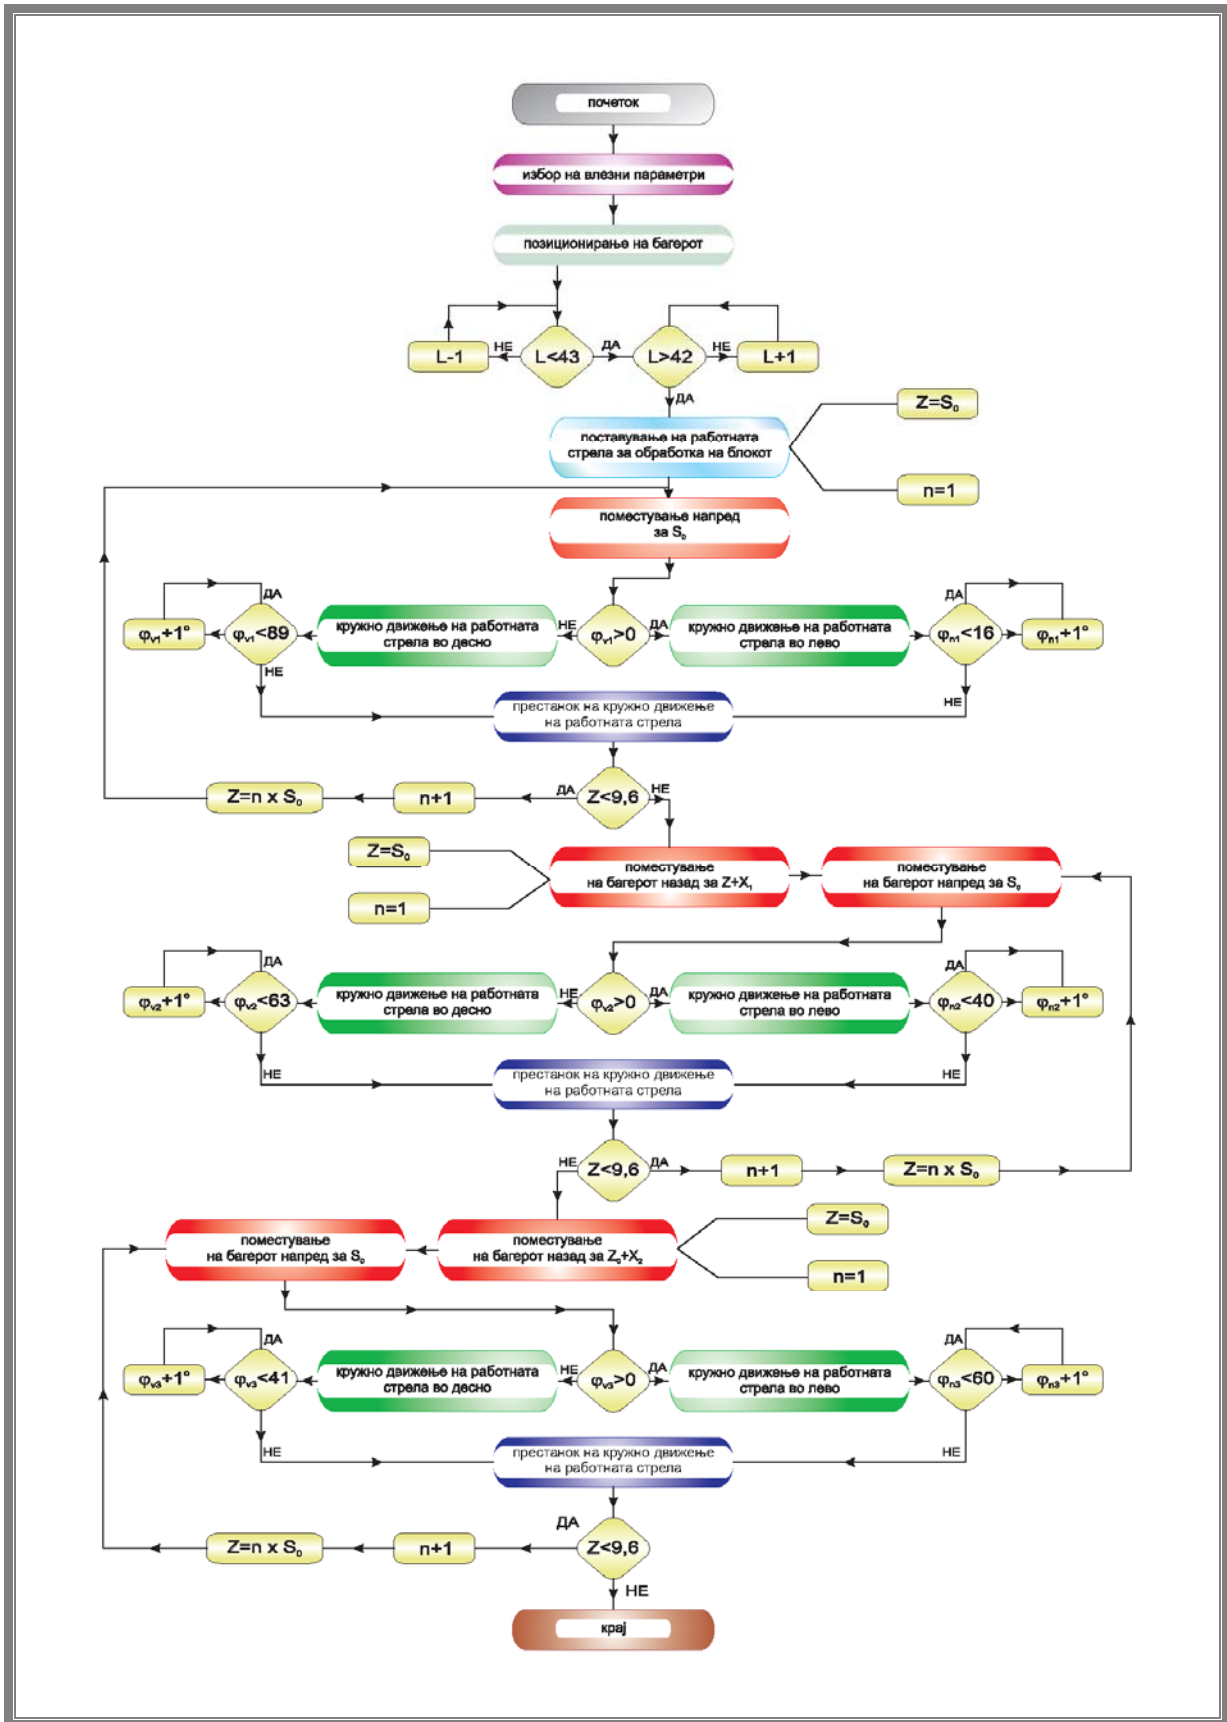 почеток
избор на влезни параметри
позиционирање на багерот
L-1
НЕ
L<43
ДА
L>42
НЕ
L+1
ДА
Z=S₀
поставување на работната
стрела за обработка на блокот
n=1
поместување напред
за S₀
ДА
ДА
φᵥ₁+1°
φᵥ₁<89
кружно движење на работната
стрела во десно
НЕ
φᵥ₁>0
ДА
кружно движење на работната
стрела во лево
φₙ₁<16
φₙ₁+1°
НЕ
НЕ
престанок на кружно движење
на работната стрела
Z=n x S₀
n+1
ДА
Z<9,6
НЕ
Z=S₀
n=1
поместување
на багерот назад за Z+X₁
поместување
на багерот напред за S₀
ДА
ДА
φᵥ₂+1°
φᵥ₂<63
кружно движење на работната
стрела во десно
НЕ
φᵥ₂>0
ДА
кружно движење на работната
стрела во лево
φₙ₂<40
φₙ₂+1°
НЕ
НЕ
престанок на кружно движење
на работната стрела
НЕ
Z<9,6
ДА
n+1
Z=n x S₀
Z=S₀
поместување
на багерот напред за S₀
поместување
на багерот назад за Z₀+X₂
n=1
ДА
ДА
φᵥ₃+1°
φᵥ₃<41
кружно движење на работната
стрела во десно
НЕ
φᵥ₃>0
ДА
кружно движење на работната
стрела во лево
φₙ₃<60
φₙ₃+1°
НЕ
НЕ
престанок на кружно движење
на работната стрела
Z=n x S₀
n+1
ДА
Z<9,6
НЕ
крај